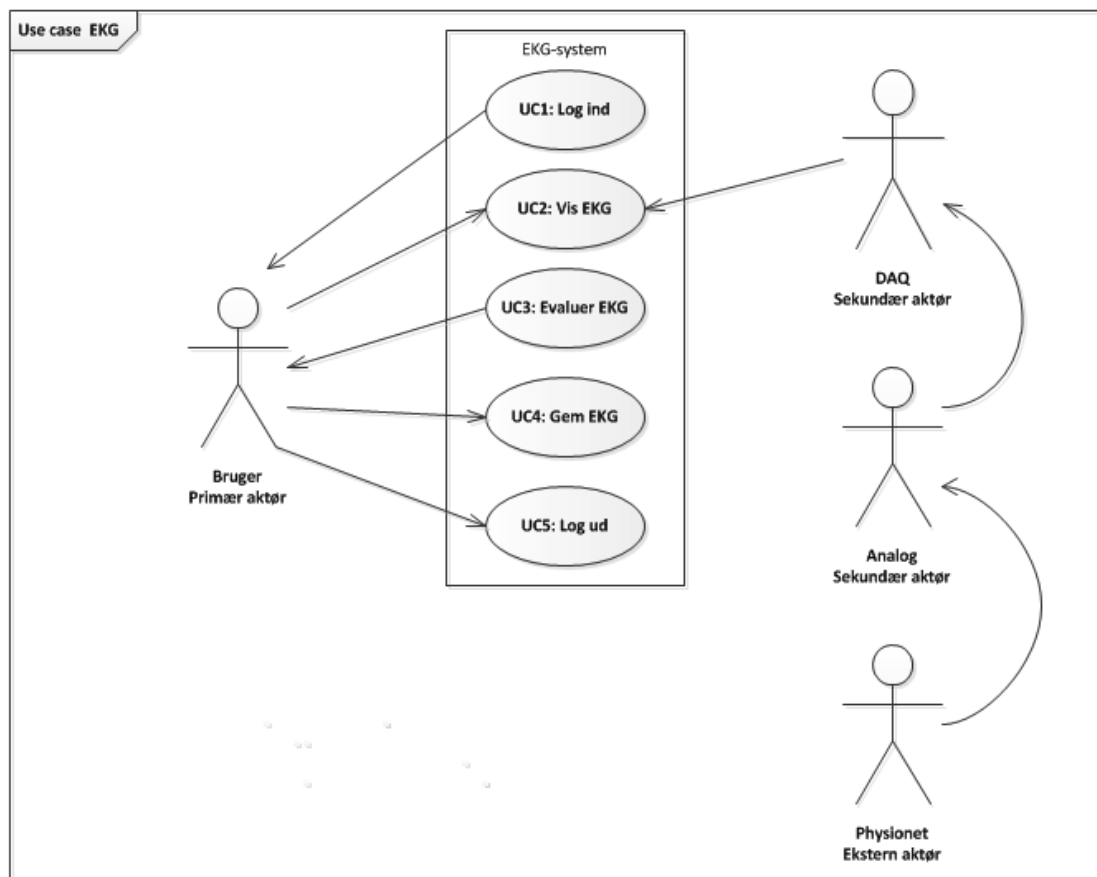 Use case EKG
EKG-system
UC1: Log ind
UC2: Vis EKG
UC3: Evaluer EKG
UC4: Gem EKG
UC5: Log ud
Bruger
Primær aktør
DAQ
Sekundær aktør
Analog
Sekundær aktør
Physionet
Ekstern aktør